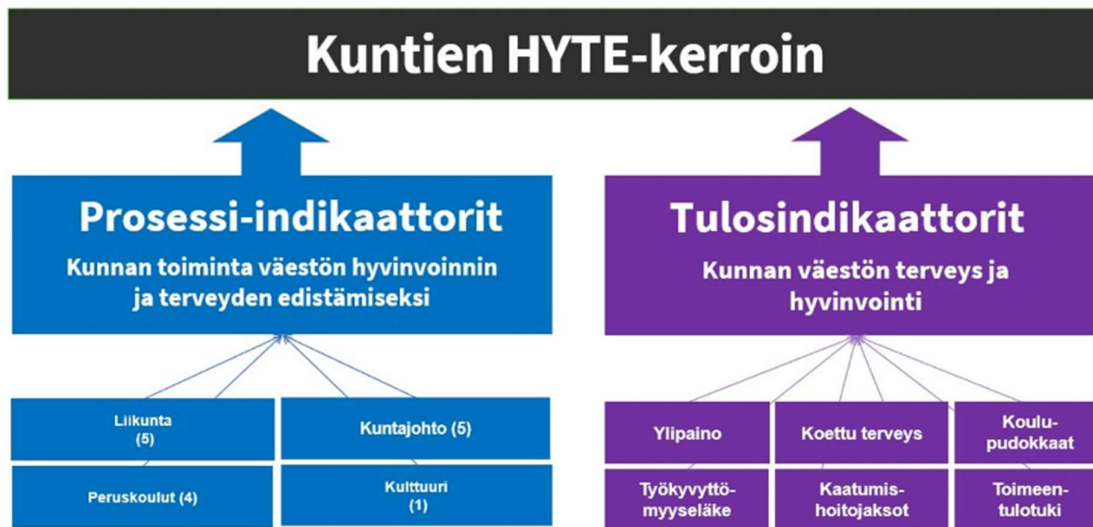 Kuntien HYTE-kerroin
Prosessi-indikaattorit
Kunnan toiminta väestön hyvinvoinnin
ja terveyden edistämiseksi
Liikunta
(5)
Kuntajohto (5)
Peruskoulut (4)
Kulttuuri
(1)
Tulosindikaattorit
Kunnan väestön terveys ja
hyvinvointi
Ylipaino
Koettu terveys
Koulu-
pudokkaat
Työkyvyttö-
myyseläke
Kaatumis-
hoitojaksot
Toimeen-
tulotuki